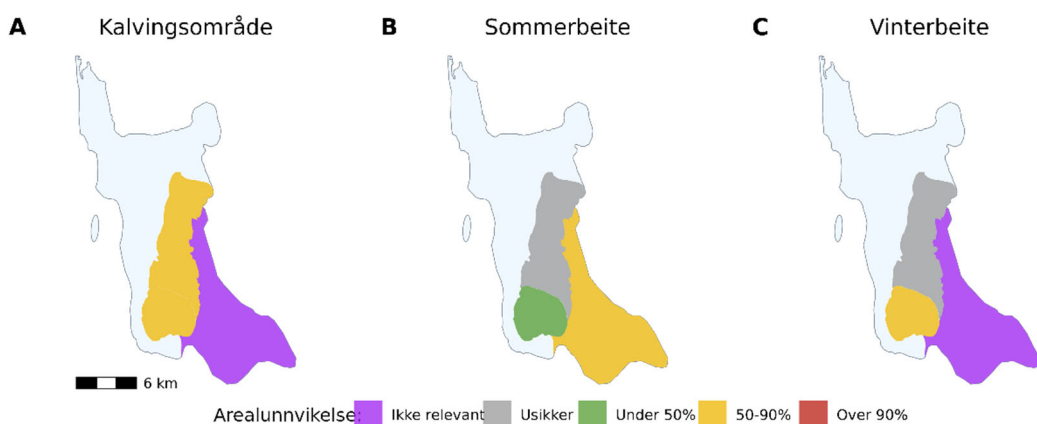 A Kalvingsområde B Sommerbeite C Vinterbeite
6 km
Arealunnvikelse: Ikke relevant Usikker Under 50% 50-90% Over 90%